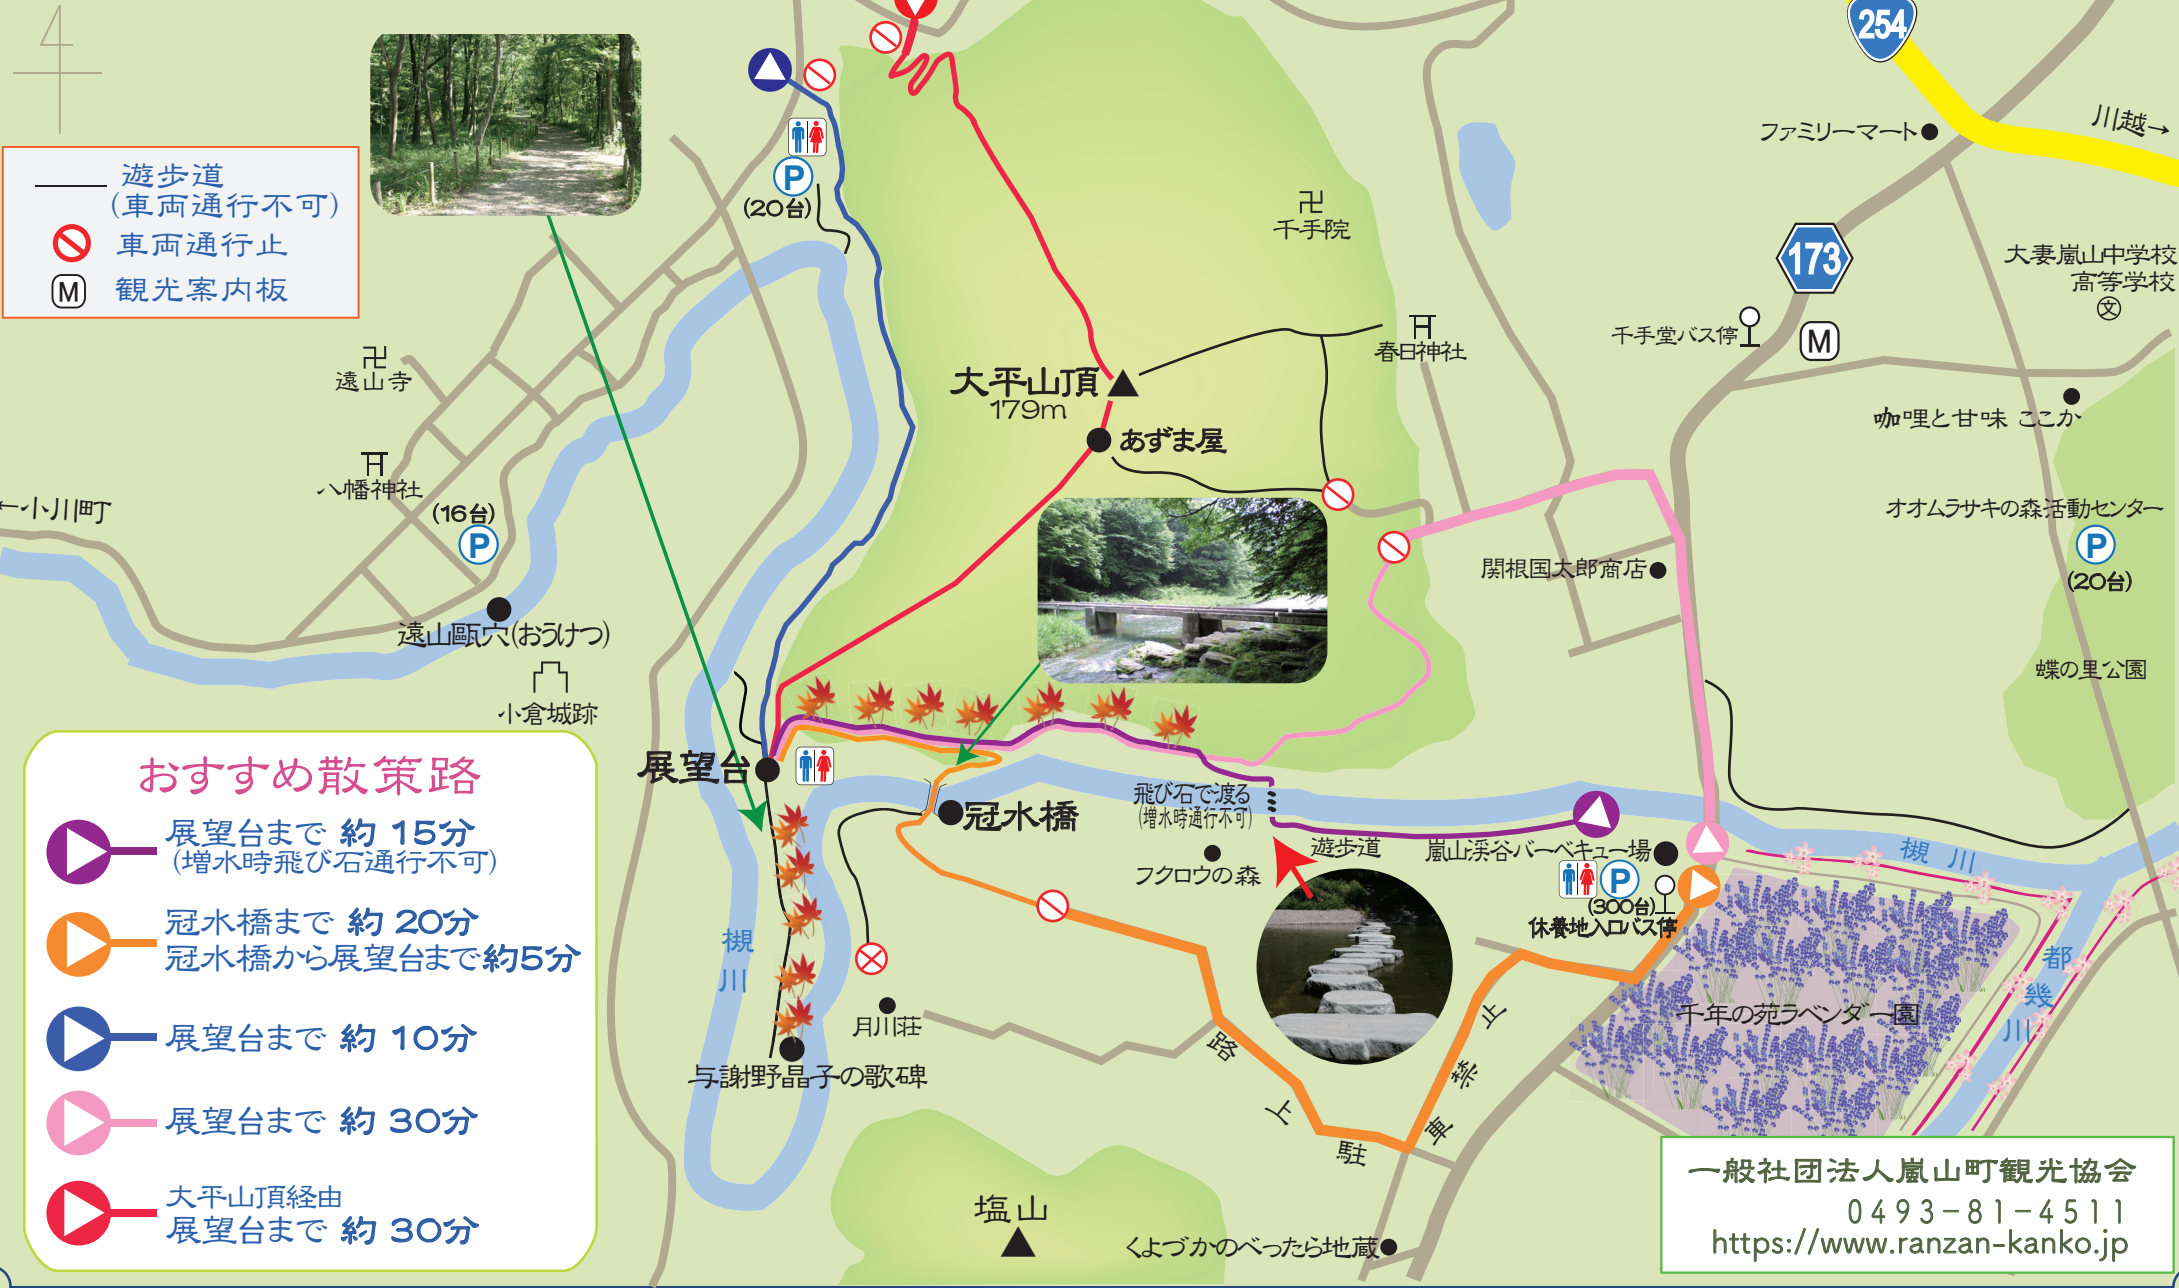 254
ファミリーマート
川越→
遊歩道
(車両通行不可)
車両通行止
M
観光案内板
P
(20台)
千手院
173
大妻嵐山中学校
高等学校
文
千手堂バス停
M
春日神社
遠山寺
大平山頂
179m
あずま屋
咖哩と甘味 ここか
八幡神社
←小川町
(16台)
P
オオムラサキの森活動センター
P
(20台)
関根国太郎商店
遠山甌穴(おうけつ)
小倉城跡
蝶の里公園
おすすめ散策路
展望台まで 約 15分
(増水時飛び石通行不可)
冠水橋まで 約 20分
冠水橋から展望台まで約5分
展望台まで 約 10分
展望台まで 約 30分
大平山頂経由
展望台まで 約 30分
展望台
冠水橋
飛び石で渡る
(増水時通行不可)
フクロウの森
遊歩道
嵐山渓谷バーベキュー場
P
(300台)
休養地入口バス停
槻川
槻川
都幾川
千年の苑ラベンダー園
月川荘
与謝野晶子の歌碑
路上駐車禁止
塩山
くよづかのべったら地蔵
一般社団法人嵐山町観光協会
0493-81-4511
https://www.ranzan-kanko.jp